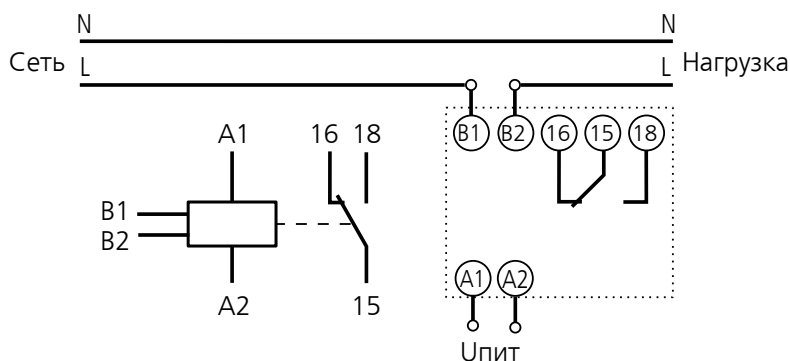 N N
Сеть L L Нагрузка
B1 B2 16 15 18
A1 16 18
B1
B2
A2 15
A1 A2
Uпит